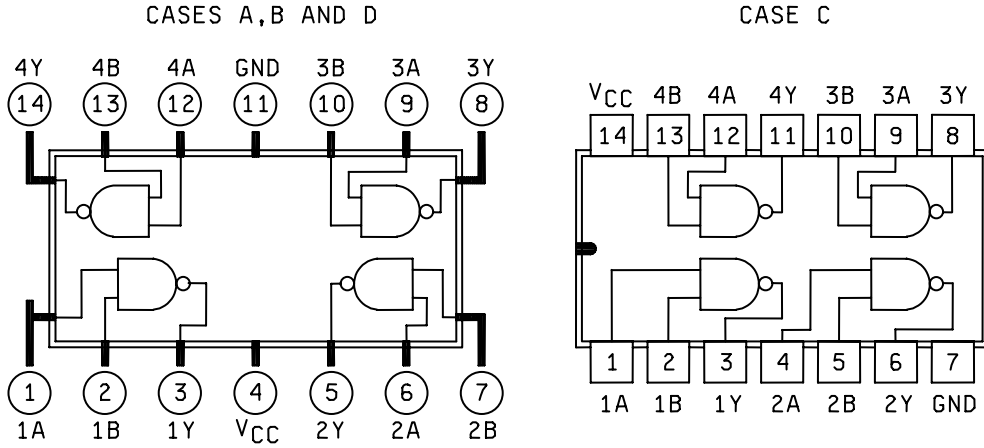 CASES A,B AND D
4Y 4B 4A GND 3B 3A 3Y
14 13 12 11 10 9 8
1 2 3 4 5 6 7
1A 1B 1Y VCC 2Y 2A 2B
CASE C
VCC 4B 4A 4Y 3B 3A 3Y
14 13 12 11 10 9 8
1 2 3 4 5 6 7
1A 1B 1Y 2A 2B 2Y GND